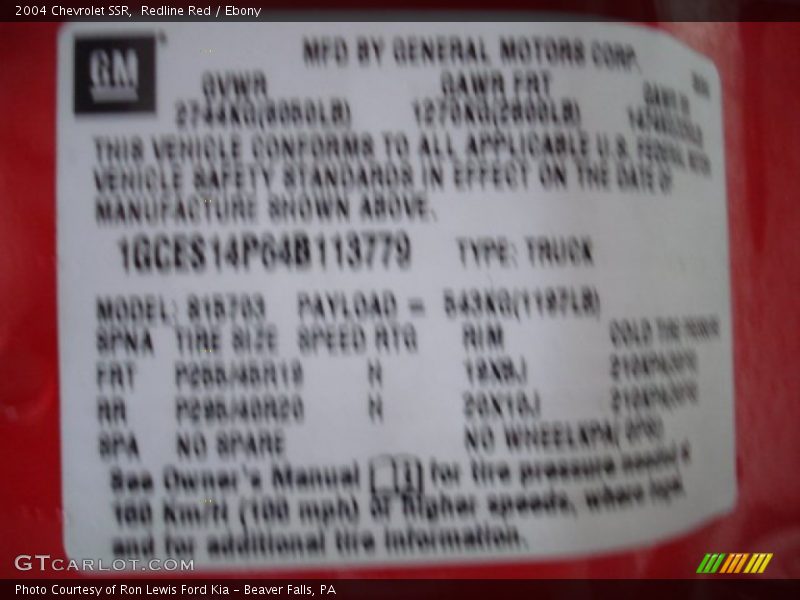 2004 Chevrolet SSR, Redline Red / Ebony
GM
MFD BY GENERAL MOTORS CORP.
GVWR GAWR FRT
2744KG(6050LB) 1270KG(2800LB)
THIS VEHICLE CONFORMS TO ALL APPLICABLE U.S. FEDERAL
VEHICLE SAFETY STANDARDS IN EFFECT ON THE DATE OF
MANUFACTURE SHOWN ABOVE.
1GCES14P64B113779 TYPE: TRUCK
MODEL: S15703 PAYLOAD = 543KG(1197LB)
SPNA TIRE SIZE SPEED RTG RIM COLD TIRE
FRT P255/45R19 N 19X8J
RR P295/40R20 N 20X10J
SPA NO SPARE NO WHEEL
See Owner's Manual for tire pressure
160 Km/H (100 mph) or higher speeds, where
and for additional tire information.
GTCARLOT.COM
Photo Courtesy of Ron Lewis Ford Kia - Beaver Falls, PA